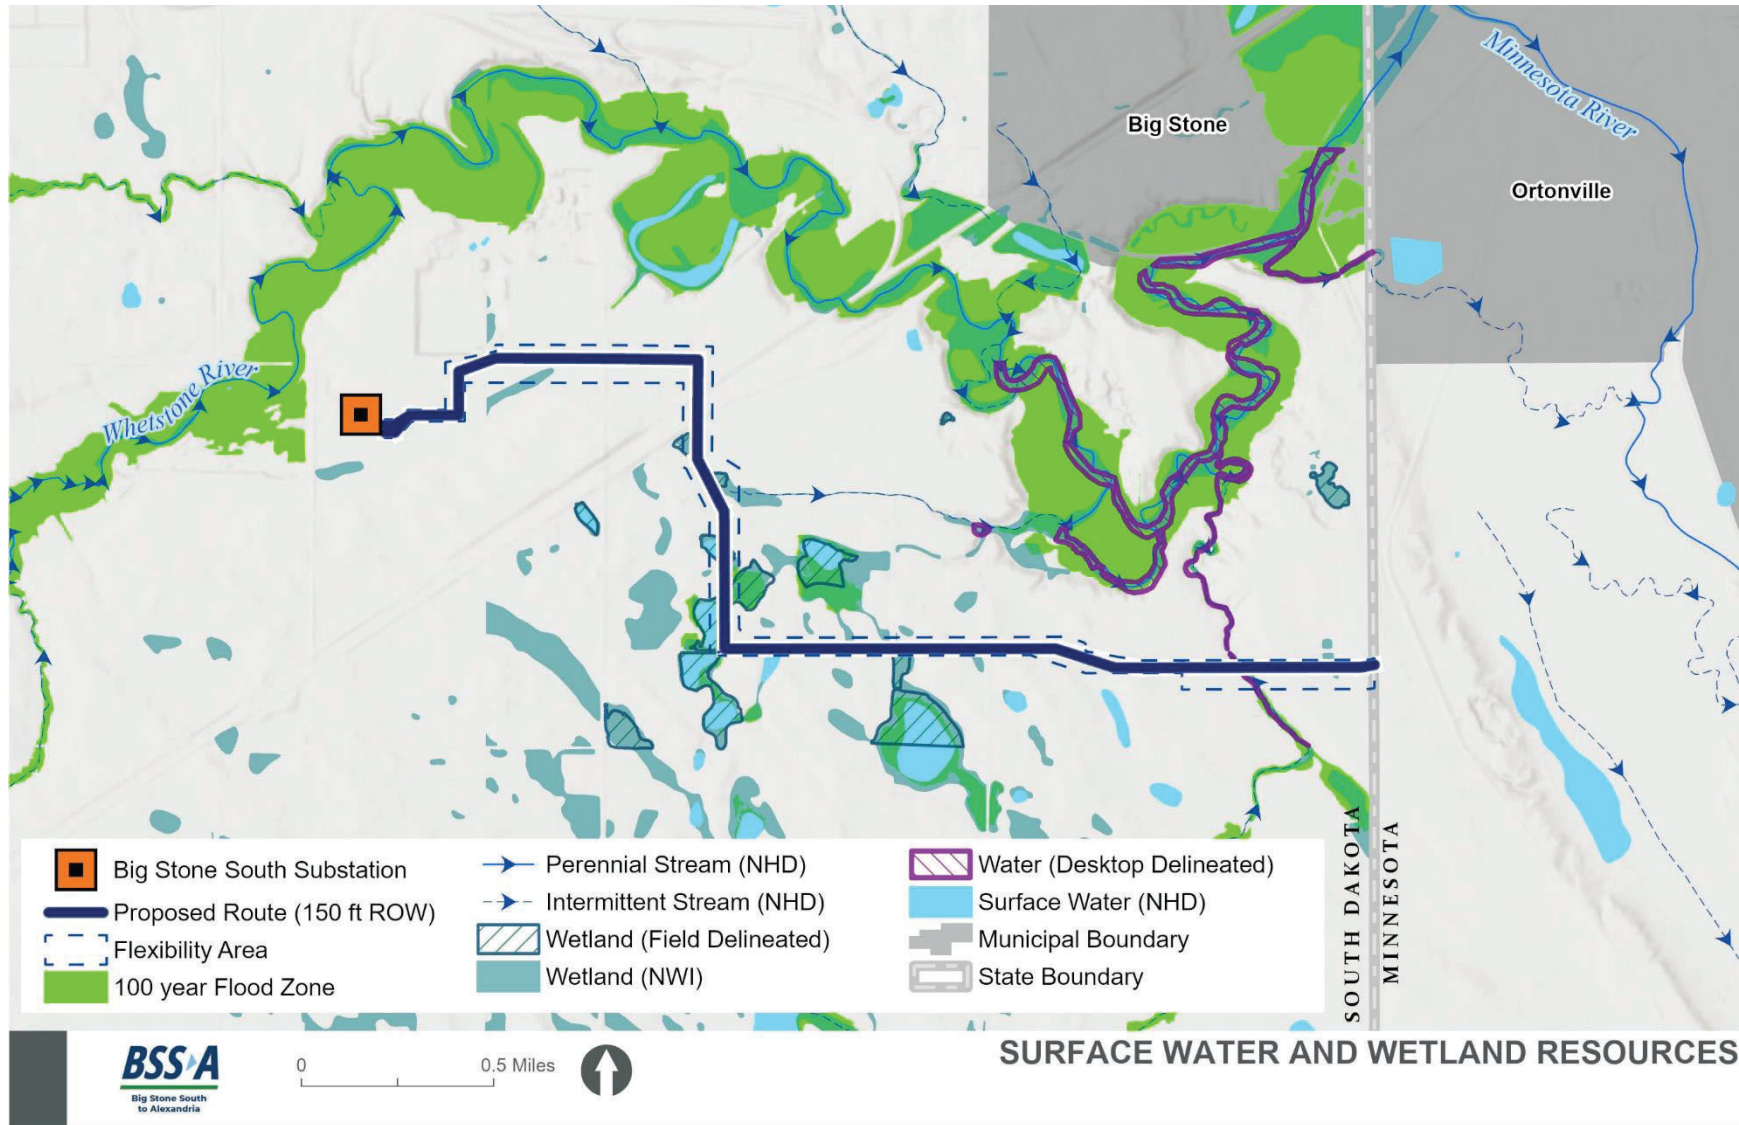 Minnesota River
Big Stone
Ortonville
Whetstone River
SOUTH DAKOTA
MINNESOTA
Big Stone South Substation
Proposed Route (150 ft ROW)
Flexibility Area
100 year Flood Zone
Perennial Stream (NHD)
Intermittent Stream (NHD)
Wetland (Field Delineated)
Wetland (NWI)
Water (Desktop Delineated)
Surface Water (NHD)
Municipal Boundary
State Boundary
BSSA
Big Stone South
to Alexandria
0 0.5 Miles
SURFACE WATER AND WETLAND RESOURCES